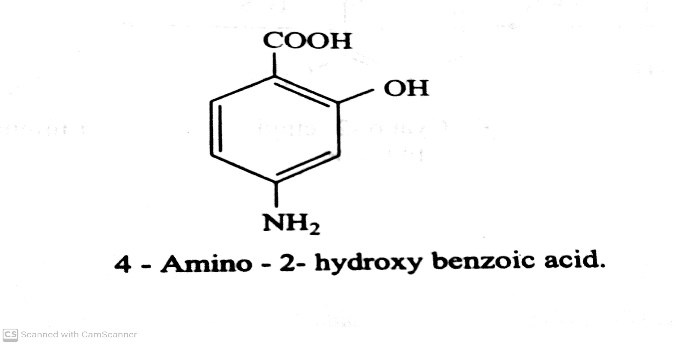 COOH
OH
NH₂
4 - Amino - 2- hydroxy benzoic acid.
CS Scanned with CamScanner